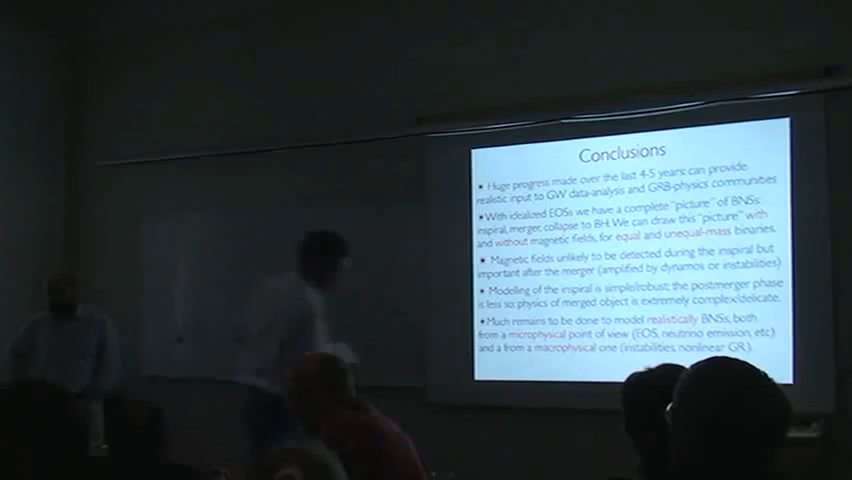 Conclusions
* Huge progress made over the last 4-5 years: can provide
realistic input to GW data-analysis and GRB-physics communities
*With idealized EOSs we have a complete "picture" of BNSs:
inspiral, merger, collapse to BH. We can draw this "picture" with
and without magnetic fields, for equal and unequal-mass binaries.
* Magnetic fields unlikely to be detected during the inspiral but
important after the merger (amplified by dynamos or instabilities)
* Modelling of the inspiral is simple/robust: the postmerger phase
is less so; physics of merged object is extremely complex/delicate.
*Much remains to be done to model realistically BNSs, both
from a microphysical point of view (EOS, neutrino emission, etc)
and a from a macrophysical one (instabilities, nonlinear GR)